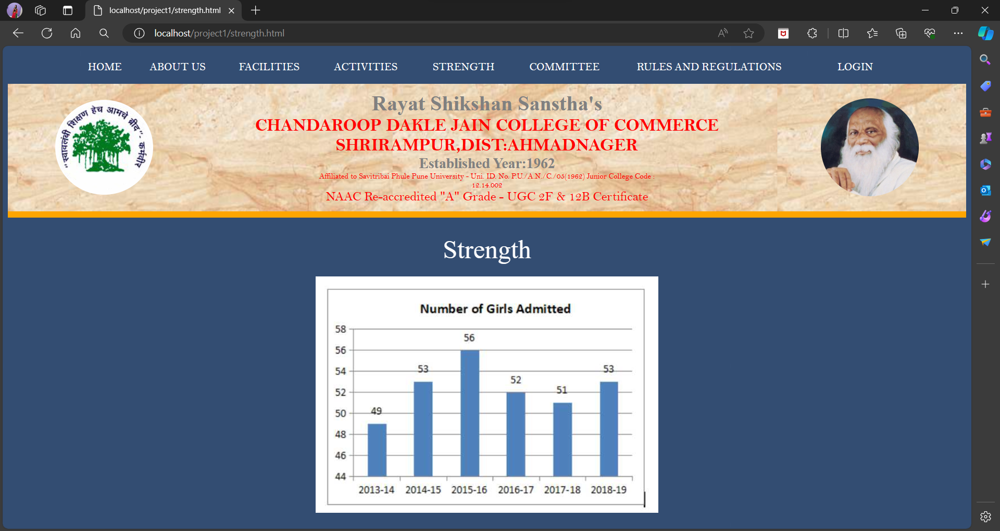 localhost/project1/strength.html
localhost/project1/strength.html
HOME ABOUT US FACILITIES ACTIVITIES STRENGTH COMMITTEE RULES AND REGULATIONS LOGIN
"स्वावलंबी शिक्षण हेच आमचे ब्रीद"- कर्मवीर
Rayat Shikshan Sanstha's
CHANDAROOP DAKLE JAIN COLLEGE OF COMMERCE
SHRIRAMPUR,DIST:AHMADNAGER
Established Year:1962
Affiliated to Savitribai Phule Pune University - Uni. ID. No. P.U./A.N./C./05(1962) Junior College Code :
12.14.002
NAAC Re-accredited "A" Grade - UGC 2F & 12B Certificate
Strength
Number of Girls Admitted
58
56
56
54
53
53
52
52
51
50
49
48
46
44
2013-14 2014-15 2015-16 2016-17 2017-18 2018-19